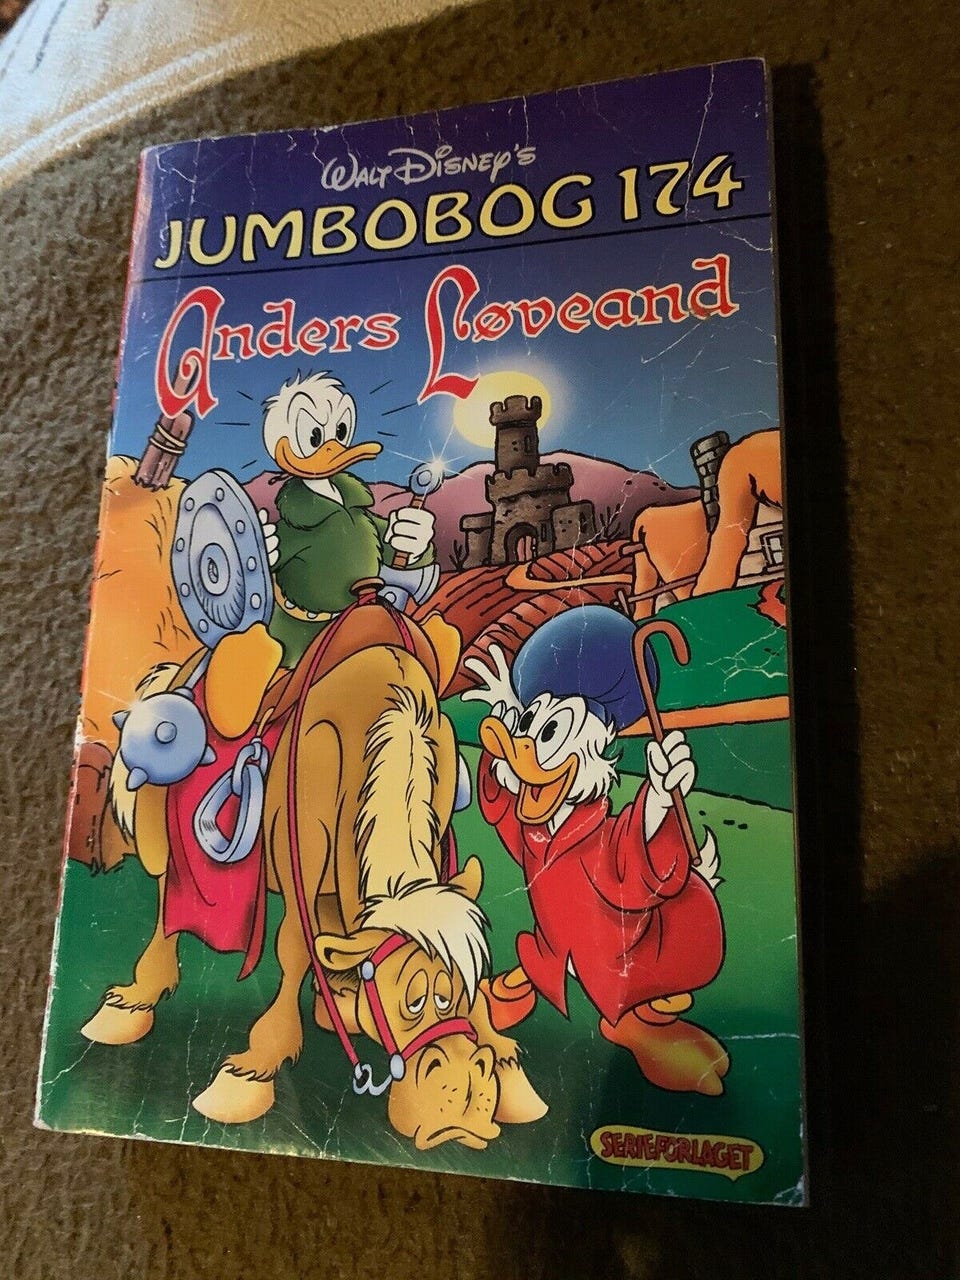 WALT DISNEY'S
JUMBOBOG 174
Anders Løveand
SERIEFORLAGET